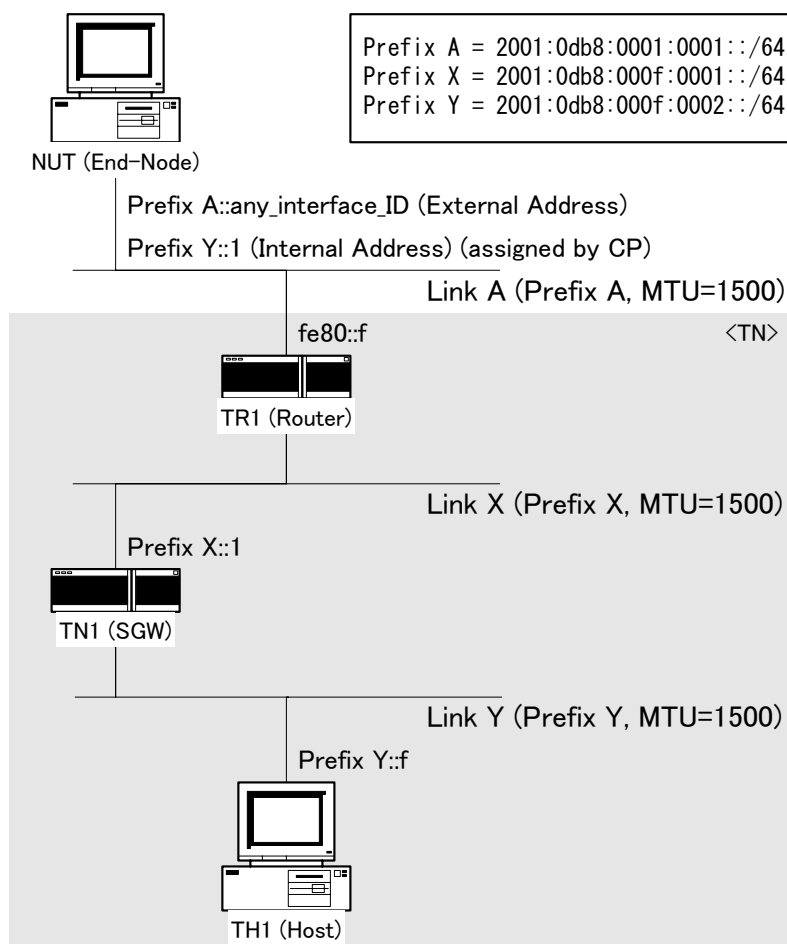 Prefix A = 2001:0db8:0001:0001::/64
Prefix X = 2001:0db8:000f:0001::/64
Prefix Y = 2001:0db8:000f:0002::/64
NUT (End-Node)
Prefix A::any_interface_ID (External Address)
Prefix Y::1 (Internal Address) (assigned by CP)
Link A (Prefix A, MTU=1500)
fe80::f
<TN>
TR1 (Router)
Link X (Prefix X, MTU=1500)
Prefix X::1
TN1 (SGW)
Link Y (Prefix Y, MTU=1500)
Prefix Y::f
TH1 (Host)